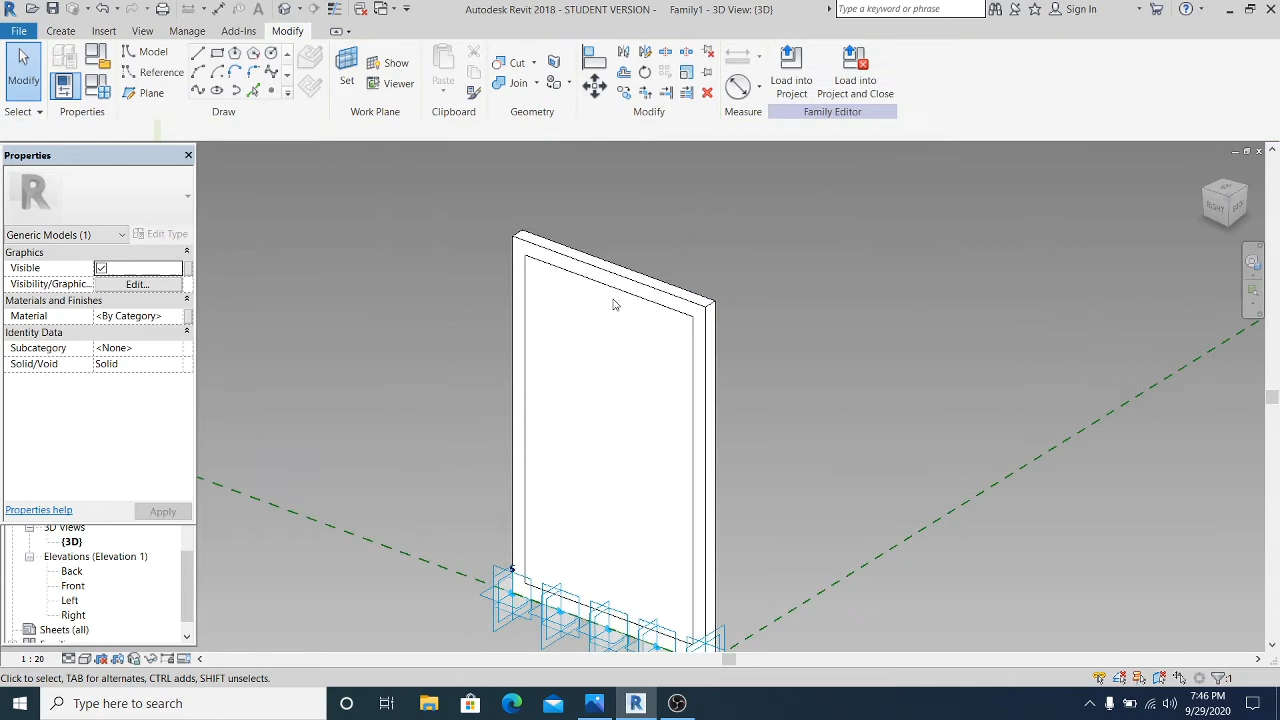 Autodesk Revit 2018 - STUDENT VERSION - Family1 - 3D View: {3D}
Type a keyword or phrase
Sign In
File Create Insert View Manage Add-Ins Modify
Modify
Model
Reference
Plane
Set
Show
Viewer
Paste
Cut
Join
Load into
Project
Load into
Project and Close
Select Properties Draw Work Plane Clipboard Geometry Modify Measure Family Editor
Properties
Generic Models (1) Edit Type
Graphics
Visible
Visibility/Graphic... Edit...
Materials and Finishes
Material <By Category>
Identity Data
Subcategory <None>
Solid/Void Solid
Properties help Apply
3D Views
{3D}
Elevations (Elevation 1)
Back
Front
Left
Right
Sheets (all)
RIGHT
BACK
1 : 20
Click to select, TAB for alternates, CTRL adds, SHIFT unselects.
:1
Type here to search
7:46 PM
9/29/2020